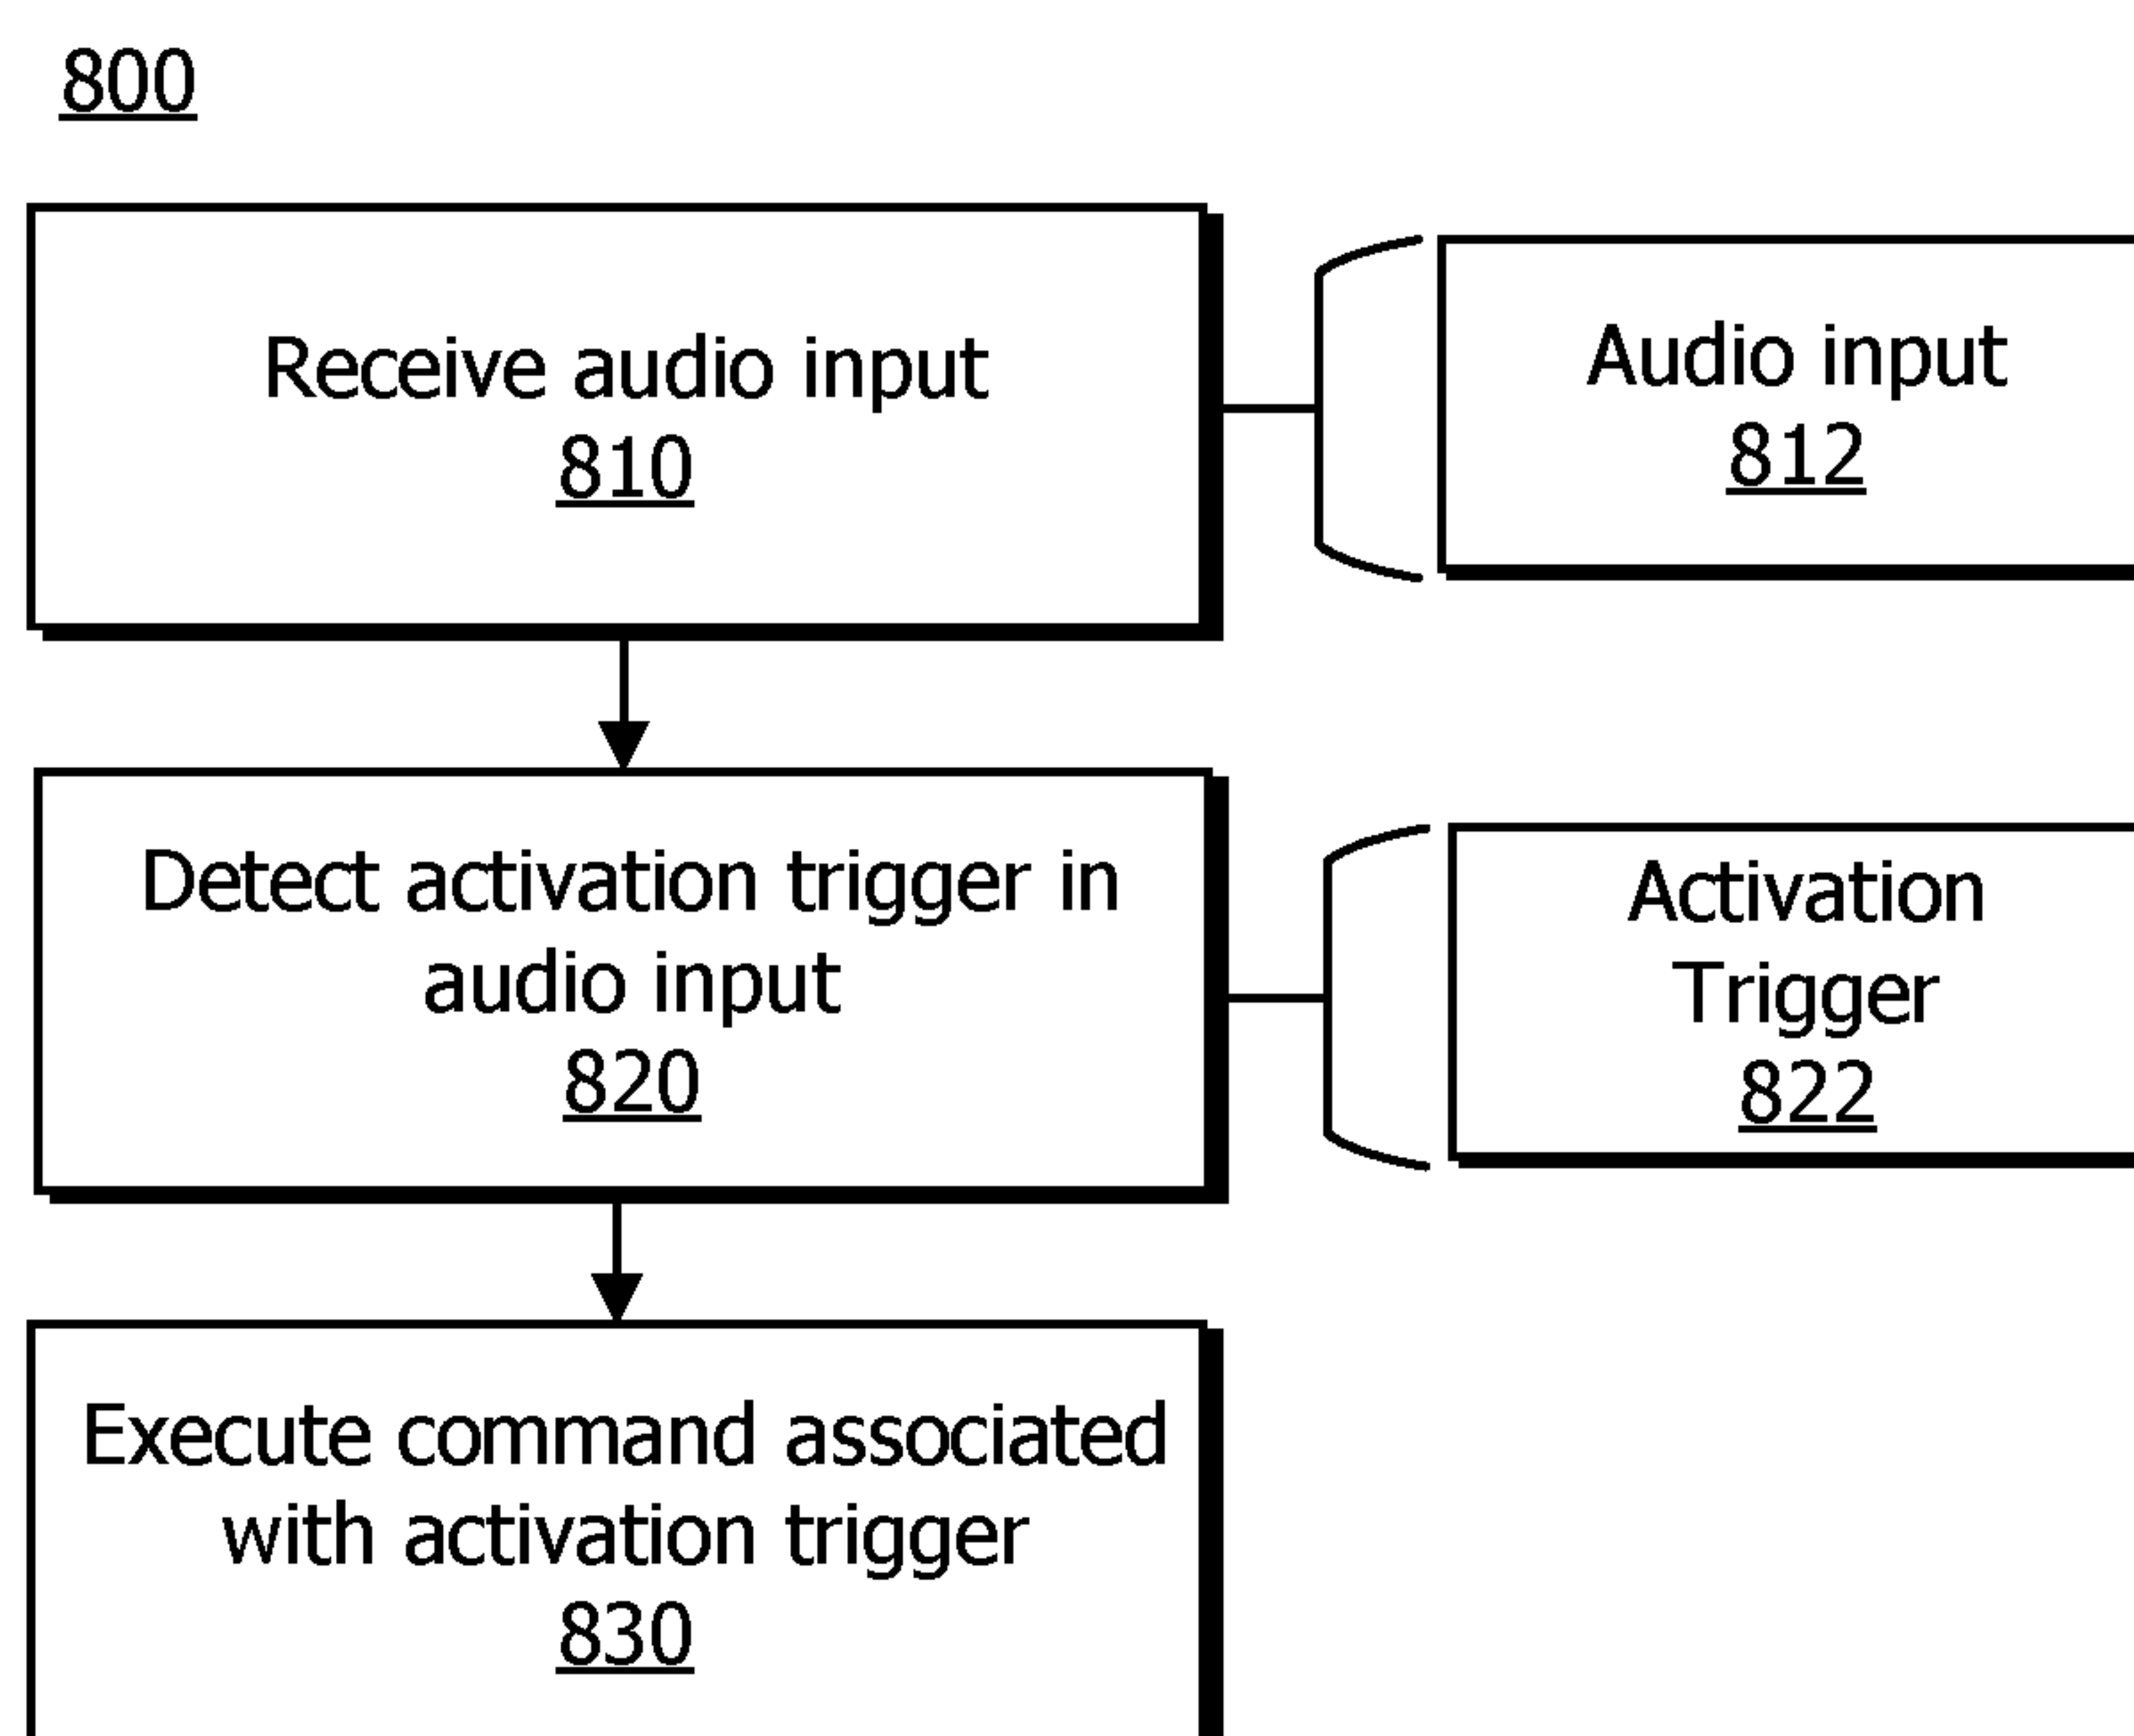 800
Receive audio input
810
Audio input
812
Detect activation trigger in
audio input
820
Activation
Trigger
822
Execute command associated
with activation trigger
830